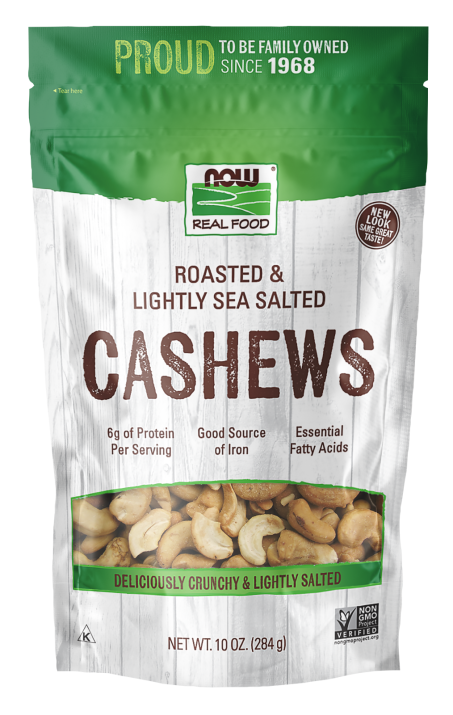 PROUD TO BE FAMILY OWNED
SINCE 1968
Tear here
NOW®
REAL FOOD
NEW
LOOK
SAME GREAT
TASTE!
ROASTED &
LIGHTLY SEA SALTED
CASHEWS
6g of Protein
Per Serving
Good Source
of Iron
Essential
Fatty Acids
DELICIOUSLY CRUNCHY & LIGHTLY SALTED
K
NET WT. 10 OZ. (284 g)
NON
GMO
Project
VERIFIED
nongmoproject.org